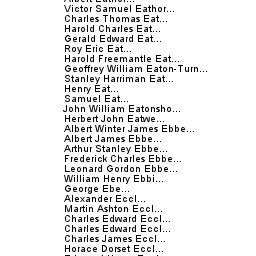 Albert Eathor...
Victor Samuel Eathor...
Charles Thomas Eat...
Harold Charles Eat...
Gerald Edward Eat...
Roy Eric Eat...
Harold Freemantle Eat...
Geoffrey William Eaton-Turn...
Stanley Harriman Eat...
Henry Eat...
Samuel Eat...
John William Eatonsho...
Herbert John Eatwe...
Albert Winter James Ebbe...
Albert James Ebbe...
Arthur Stanley Ebbe...
Frederick Charles Ebbe...
Leonard Gordon Ebbe...
William Henry Ebbi...
George Ebe...
Alexander Eccl...
Martin Ashton Eccl...
Charles Edward Eccl...
Charles Edward Eccl...
Charles James Eccl...
Horace Dorset Eccl...